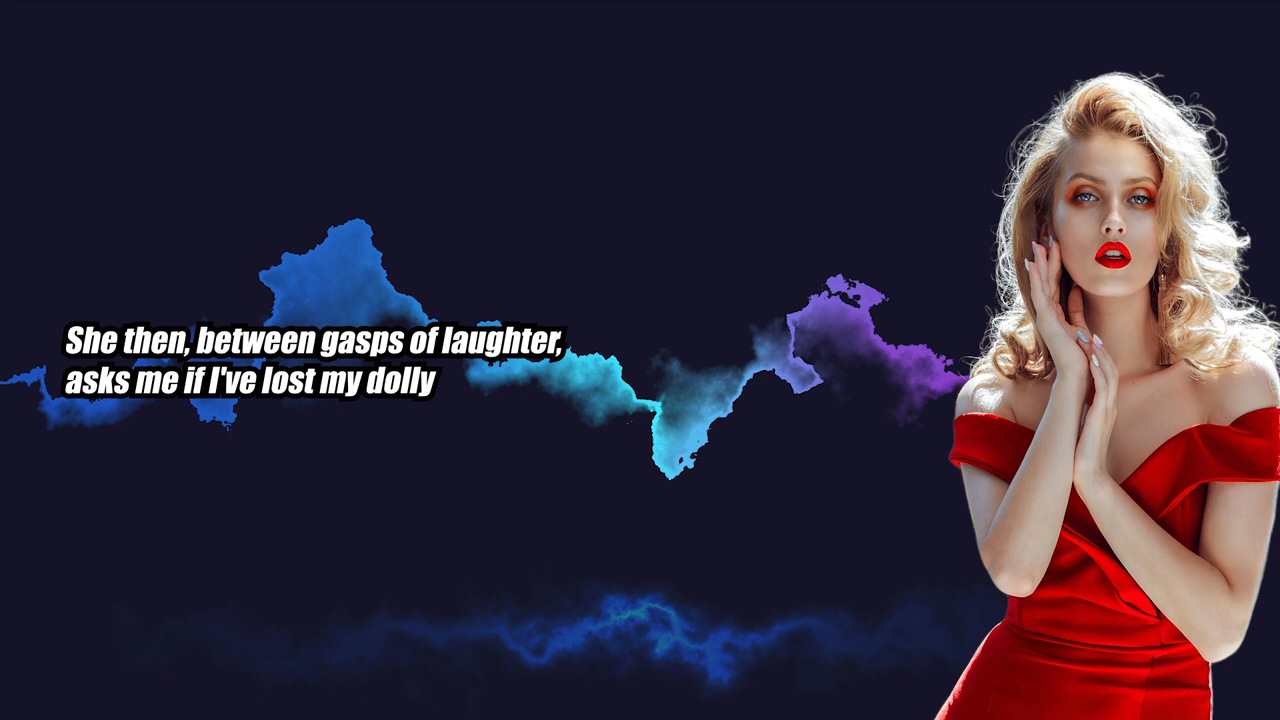 She then, between gasps of laughter,
asks me if I've lost my dolly